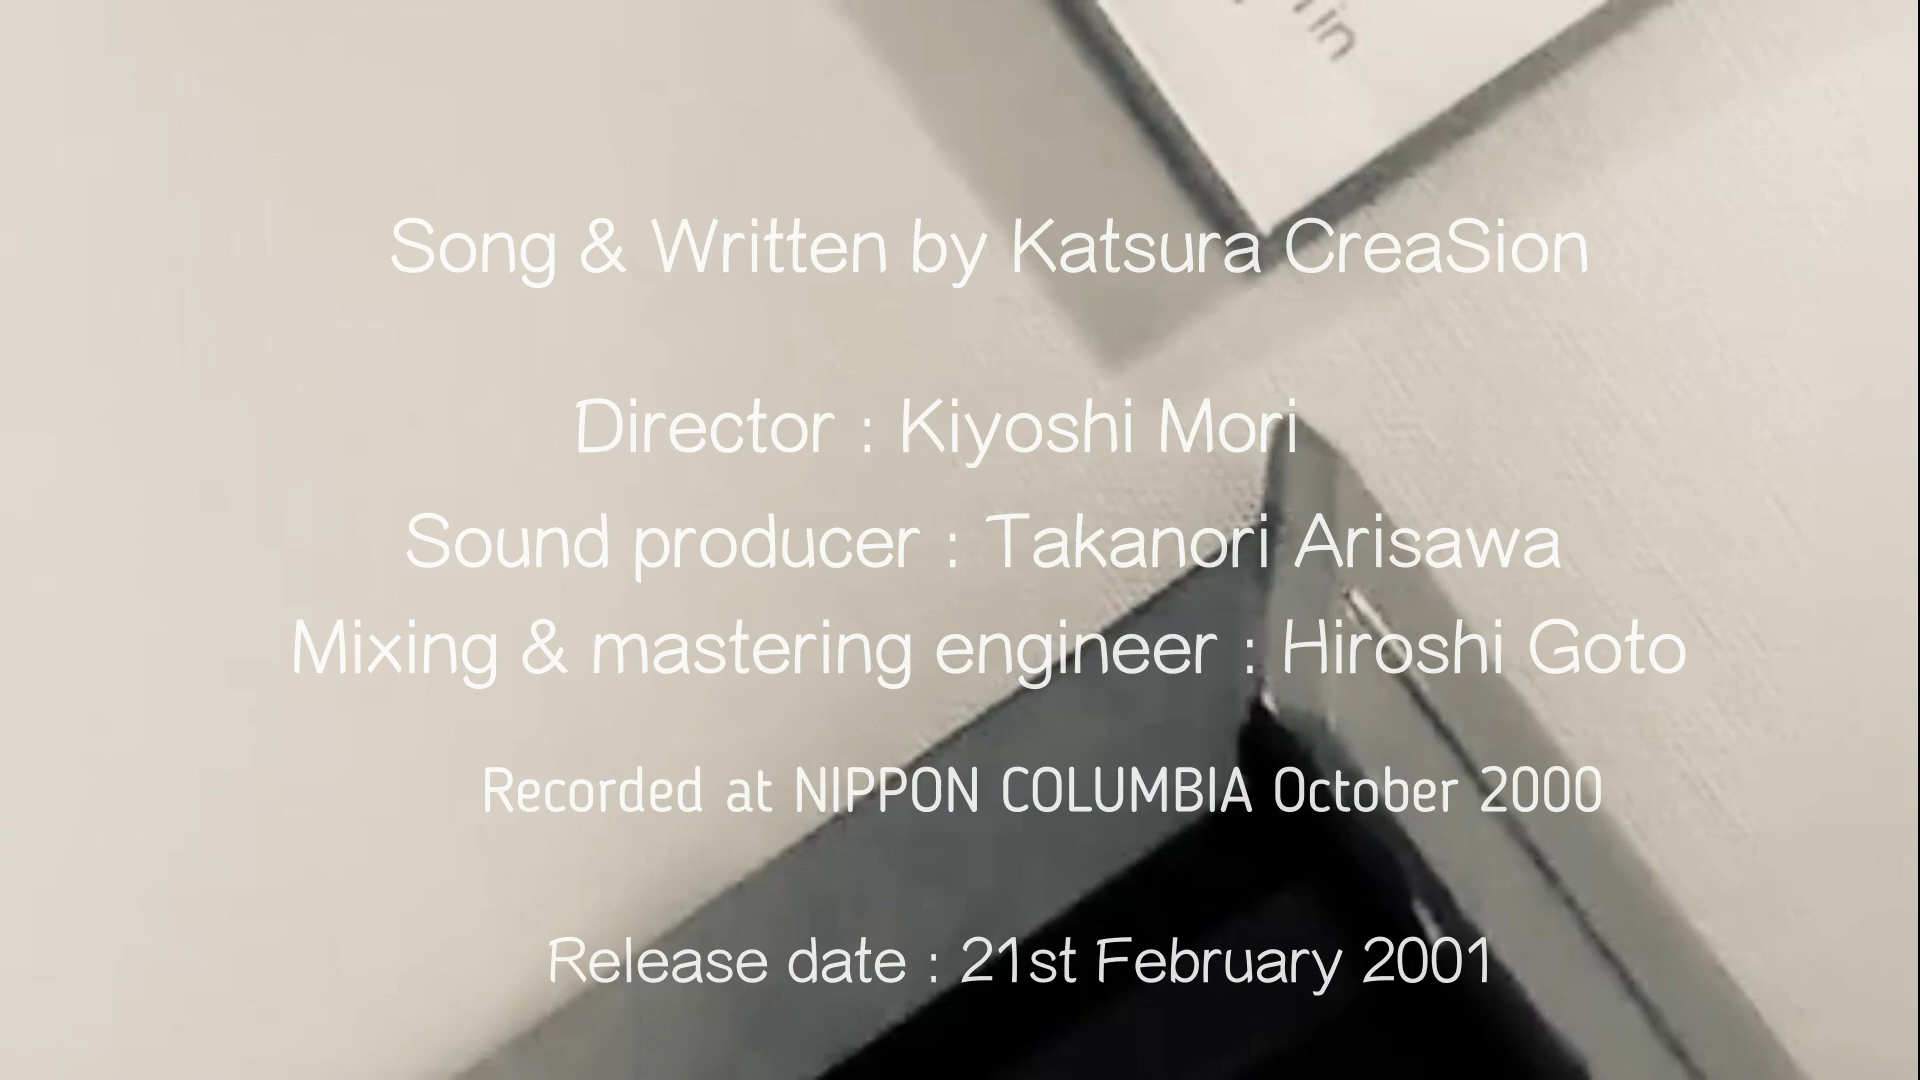 Song & Written by Katsura CreaSion
Director : Kiyoshi Mori
Sound producer : Takanori Arisawa
Mixing & mastering engineer : Hiroshi Goto
Recorded at NIPPON COLUMBIA October 2000
Release date : 21st February 2001